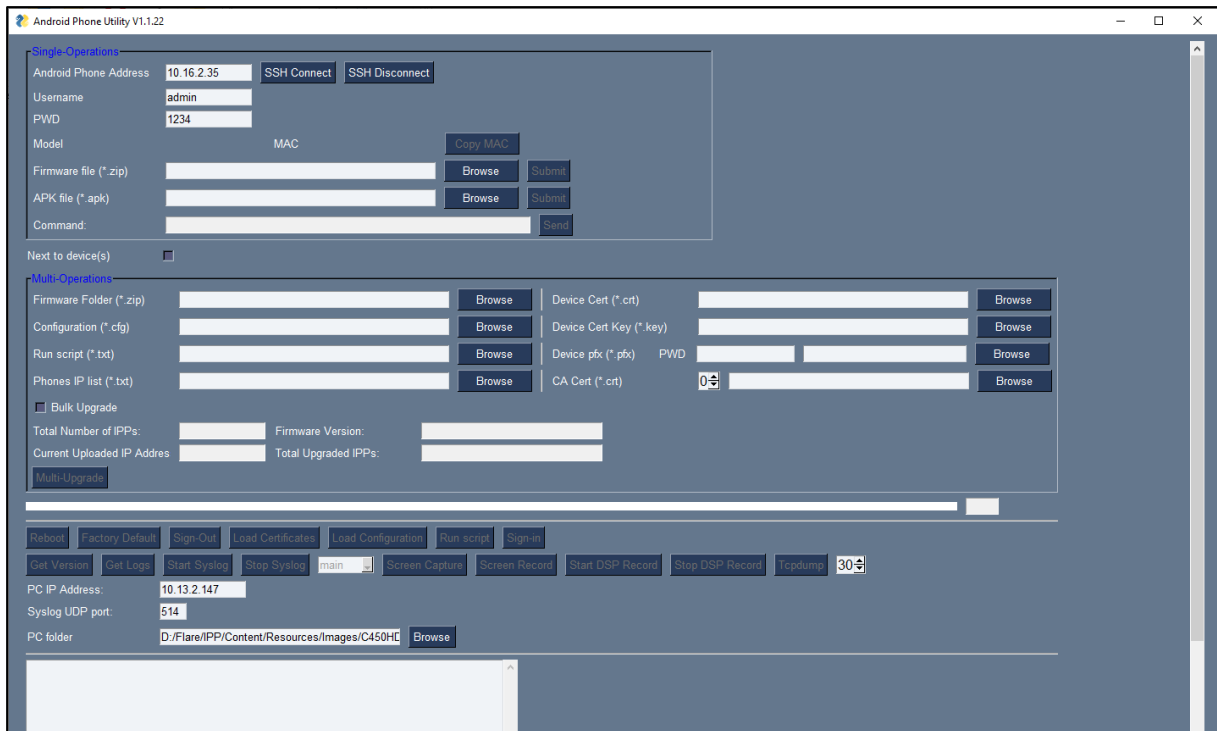 Android Phone Utility V1.1.22
Single-Operations
Android Phone Address 10.16.2.35 SSH Connect SSH Disconnect
Username admin
PWD 1234
Model MAC Copy MAC
Firmware file (*.zip) Browse Submit
APK file (*.apk) Browse Submit
Command: Send
Next to device(s)
Multi-Operations
Firmware Folder (*.zip) Browse Device Cert (*.crt) Browse
Configuration (*.cfg) Browse Device Cert Key (*.key) Browse
Run script (*.txt) Browse Device pfx (*.pfx) PWD Browse
Phones IP list (*.txt) Browse CA Cert (*.crt) 0 Browse
Bulk Upgrade
Total Number of IPPs: Firmware Version:
Current Uploaded IP Addres Total Upgraded IPPs:
Multi-Upgrade
Reboot Factory Default Sign-Out Load Certificates Load Configuration Run script Sign-in
Get Version Get Logs Start Syslog Stop Syslog main Screen Capture Screen Record Start DSP Record Stop DSP Record Tcpdump 30
PC IP Address: 10.13.2.147
Syslog UDP port: 514
PC folder D:/Flare/IPP/Content/Resources/Images/C450HD Browse